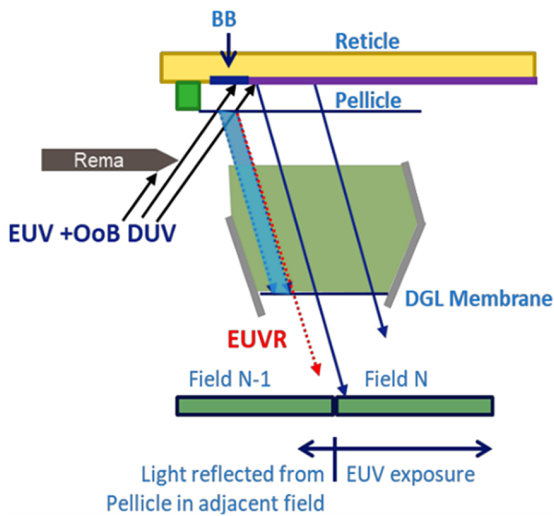 BB
Reticle
Pellicle
Rema
EUV +OoB DUV
DGL Membrane
EUVR
Field N-1
Field N
Light reflected from
Pellicle in adjacent field
EUV exposure